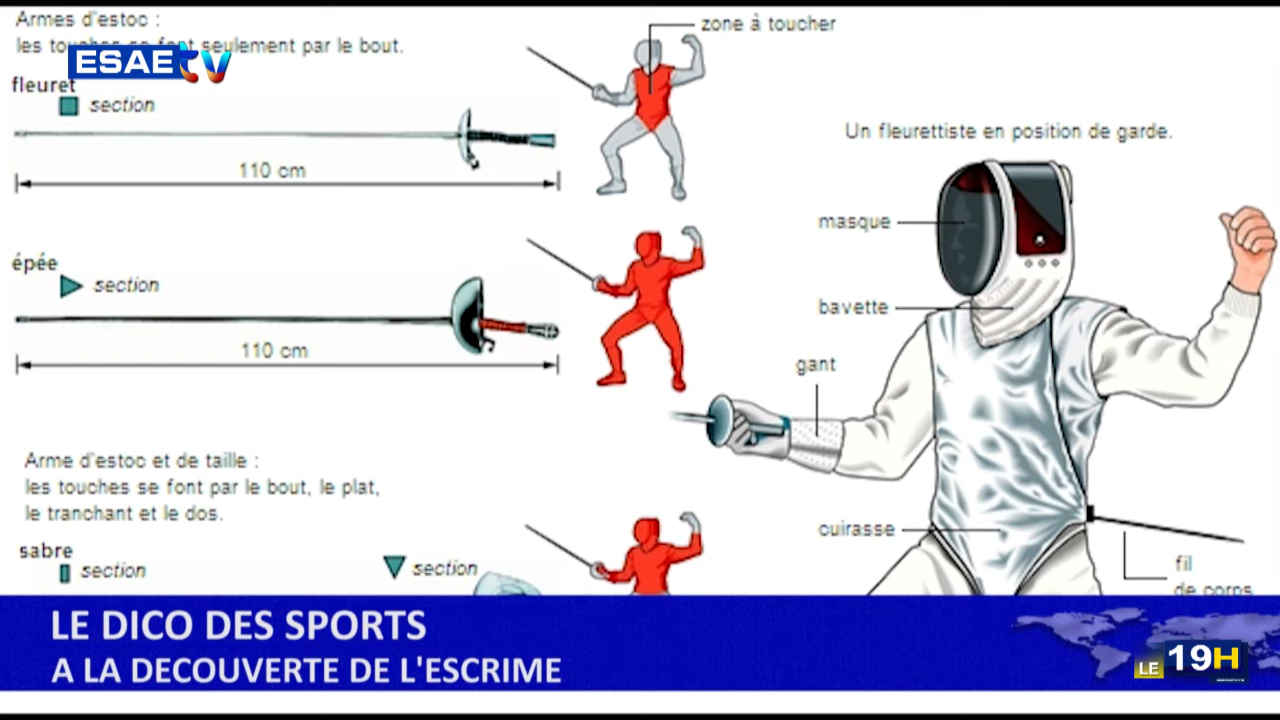 Armes d'estoc :
les touches se font seulement par le bout.
ESAE TV
fleuret
section
110 cm
zone à toucher
épée
section
110 cm
Arme d'estoc et de taille :
les touches se font par le bout, le plat,
le tranchant et le dos.
sabre
section
section
Un fleurettiste en position de garde.
masque
bavette
gant
cuirasse
fil
de corps
LE DICO DES SPORTS
A LA DECOUVERTE DE L'ESCRIME
LE 19H